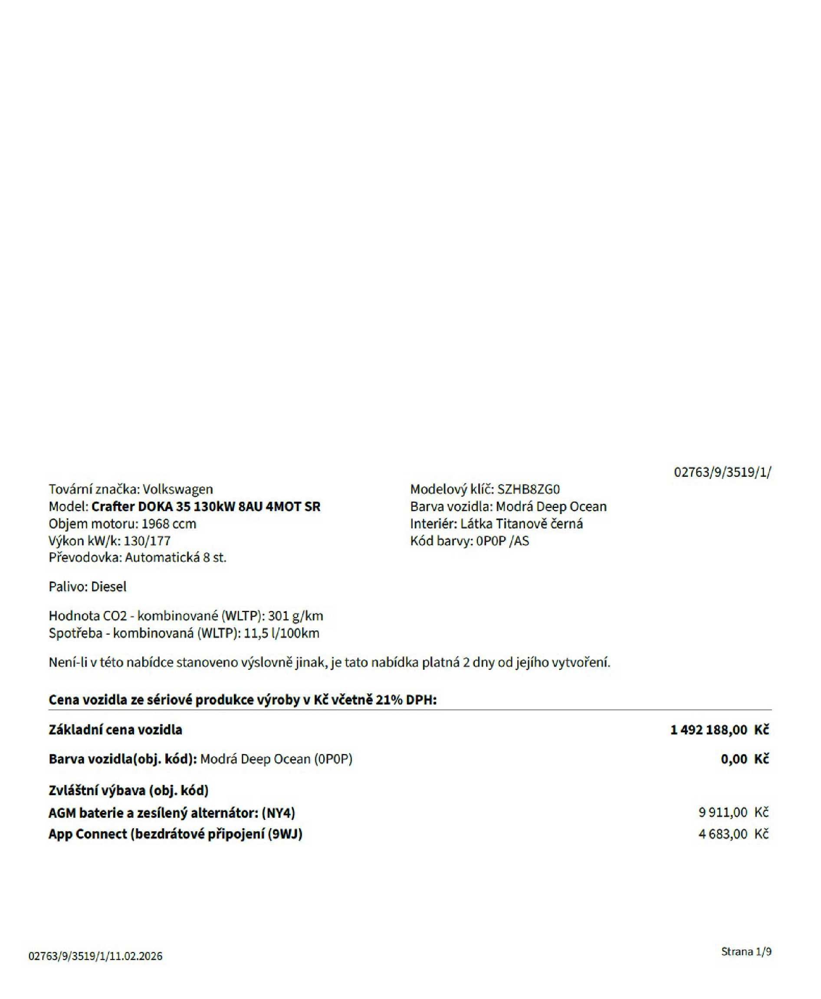 02763/9/3519/1/
Tovární značka: Volkswagen
Model: Crafter DOKA 35 130kW 8AU 4MOT SR
Objem motoru: 1968 ccm
Výkon kW/k: 130/177
Převodovka: Automatická 8 st.
Modelový klíč: SZHB8ZG0
Barva vozidla: Modrá Deep Ocean
Interiér: Látka Titanově černá
Kód barvy: 0P0P /AS
Palivo: Diesel
Hodnota CO2 - kombinované (WLTP): 301 g/km
Spotřeba - kombinovaná (WLTP): 11,5 l/100km
Není-li v této nabídce stanoveno výslovně jinak, je tato nabídka platná 2 dny od jejího vytvoření.
Cena vozidla ze sériové produkce výroby v Kč včetně 21% DPH:
Základní cena vozidla 1 492 188,00 Kč
Barva vozidla(obj. kód): Modrá Deep Ocean (0P0P) 0,00 Kč
Zvláštní výbava (obj. kód)
AGM baterie a zesílený alternátor: (NY4) 9 911,00 Kč
App Connect (bezdrátové připojení (9WJ) 4 683,00 Kč
02763/9/3519/1/11.02.2026
Strana 1/9